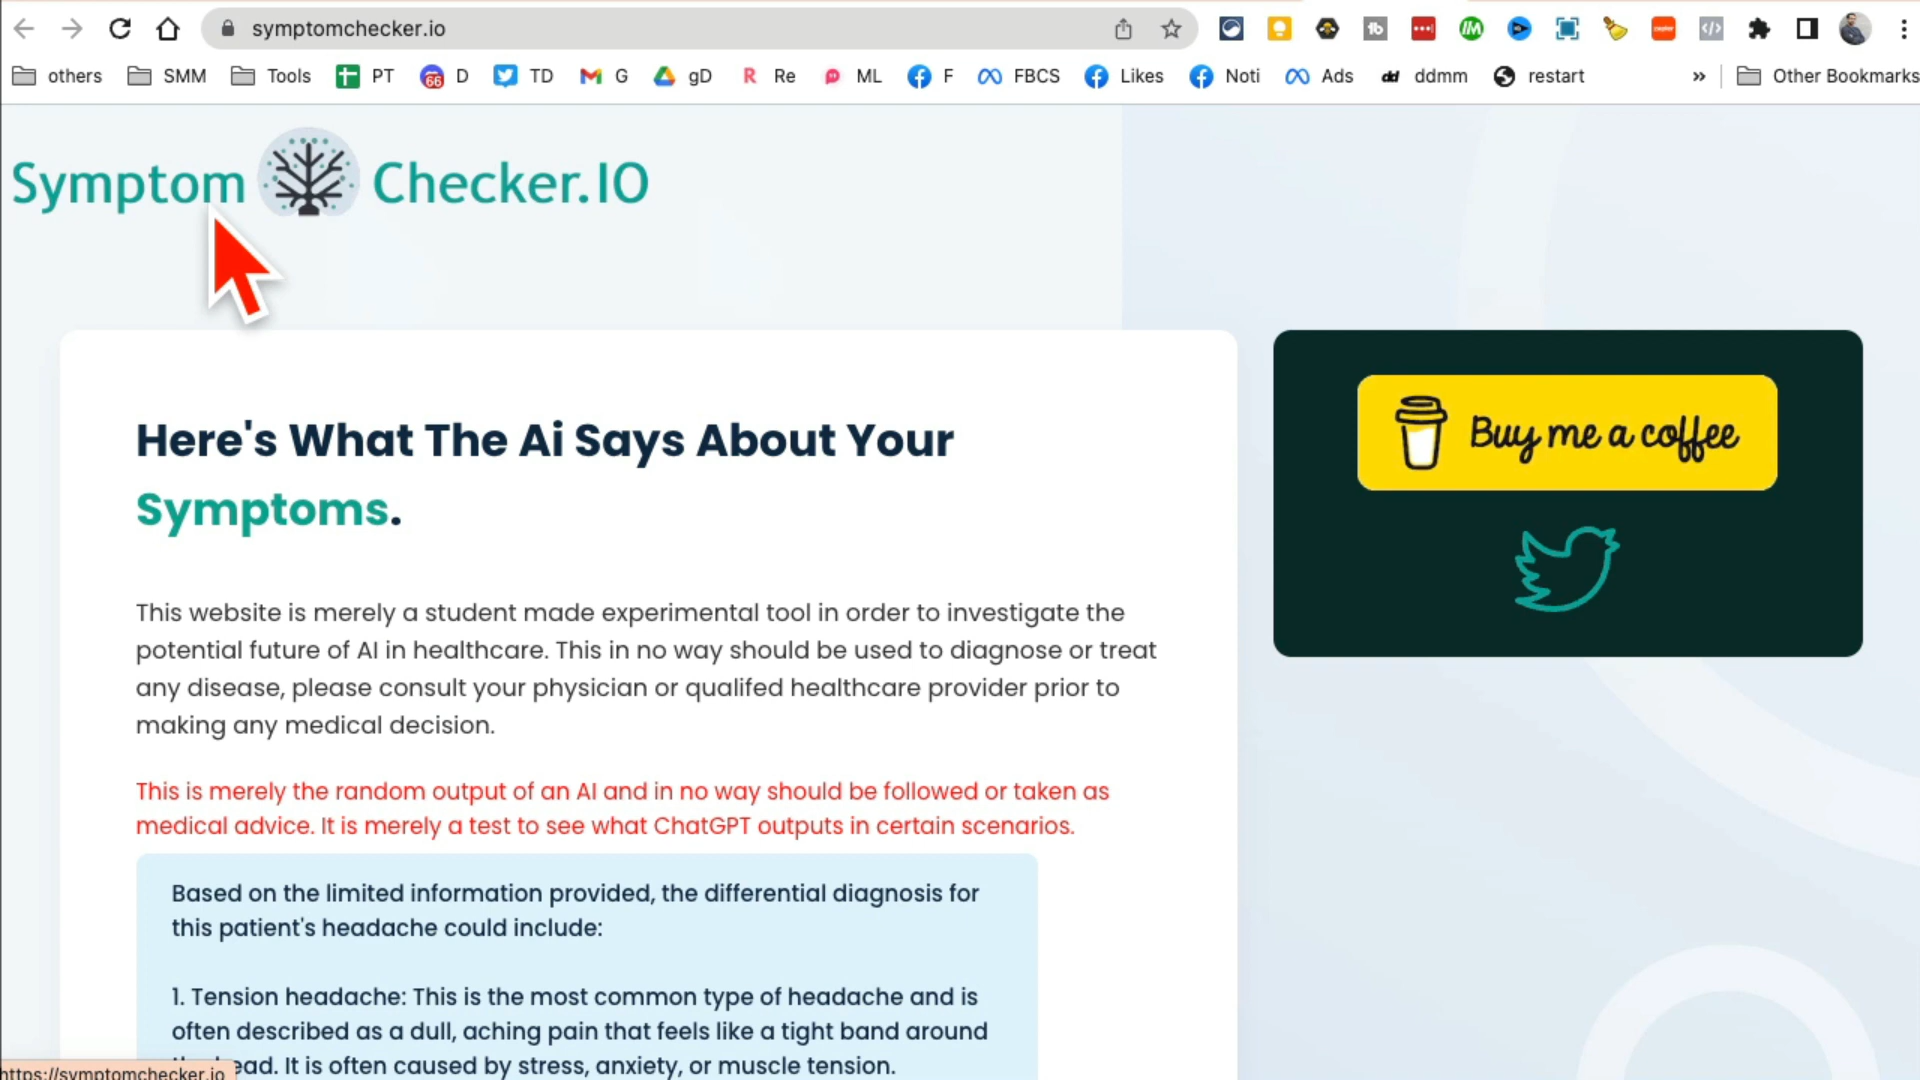 symptomchecker.io
others SMM Tools PT 66 D TD G gD R Re ML F FBCS Likes Noti Ads dd ddmm restart » Other Bookmarks
Symptom Checker.IO
Here's What The Ai Says About Your
Symptoms.
Buy me a coffee
This website is merely a student made experimental tool in order to investigate the
potential future of AI in healthcare. This in no way should be used to diagnose or treat
any disease, please consult your physician or qualifed healthcare provider prior to
making any medical decision.
This is merely the random output of an AI and in no way should be followed or taken as
medical advice. It is merely a test to see what ChatGPT outputs in certain scenarios.
Based on the limited information provided, the differential diagnosis for
this patient's headache could include:
1. Tension headache: This is the most common type of headache and is
often described as a dull, aching pain that feels like a tight band around
ead. It is often caused by stress, anxiety, or muscle tension.
https://symptomchecker.io